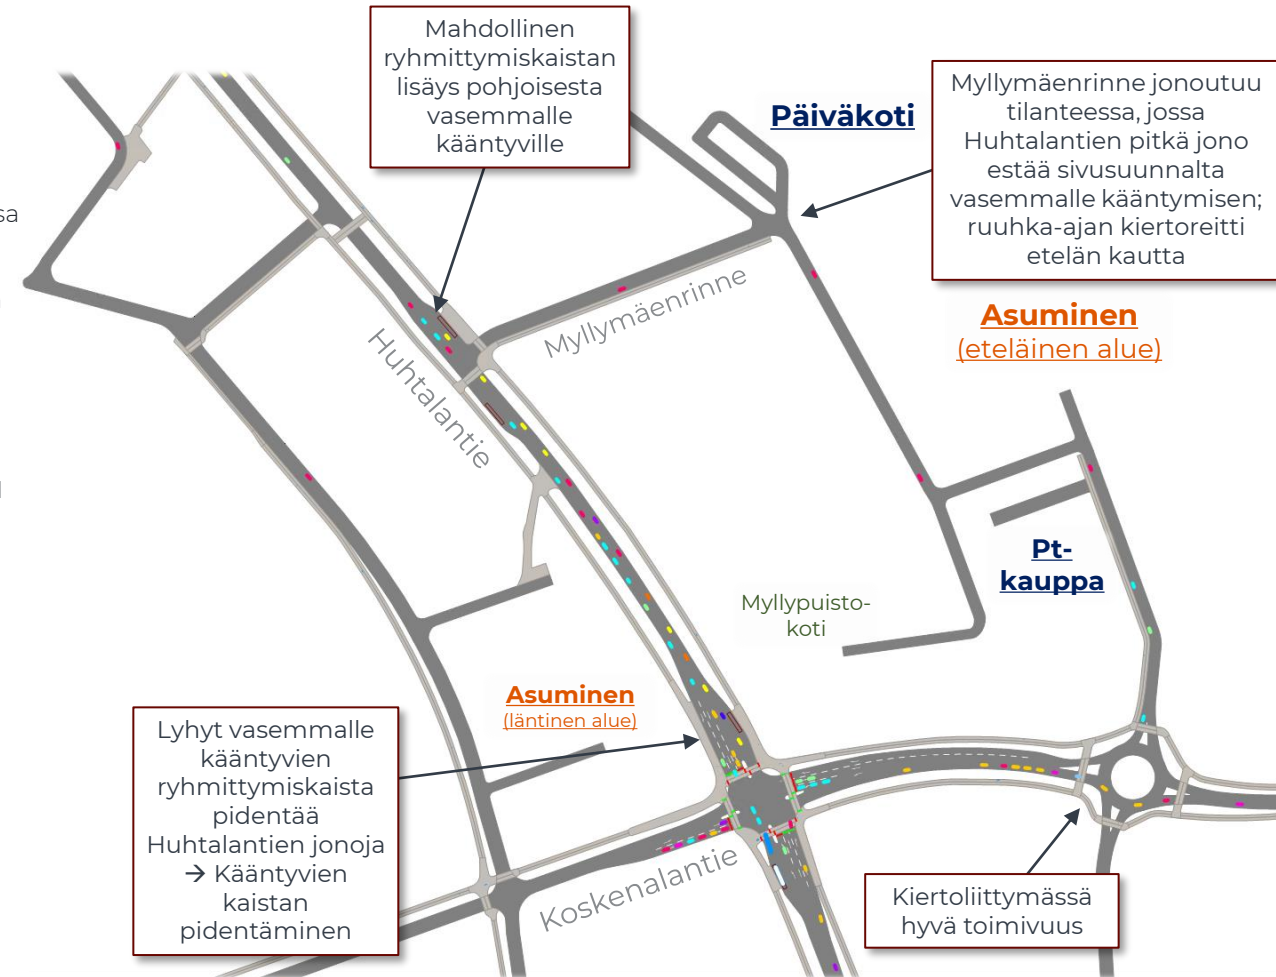 Mahdollinen
ryhmittymiskaistan
lisäys pohjoisesta
vasemmalle
kääntyville
Päiväkoti
Myllymäenrinne jonoutuu
tilanteessa, jossa
Huhtalantien pitkä jono
estää sivusuunnalta
vasemmalle kääntymisen;
ruuhka-ajan kiertoreitti
etelän kautta
sa
Myllymäenrinne
Huhtalantie
Asuminen
(eteläinen alue)
Pt-
kauppa
Myllypuisto-
koti
Asuminen
(läntinen alue)
Lyhyt vasemmalle
kääntyvien
ryhmittymiskaista
pidentää
Huhtalantien jonoja
→ Kääntyvien
kaistan
pidentäminen
Koskenalantie
Kiertoliittymässä
hyvä toimivuus